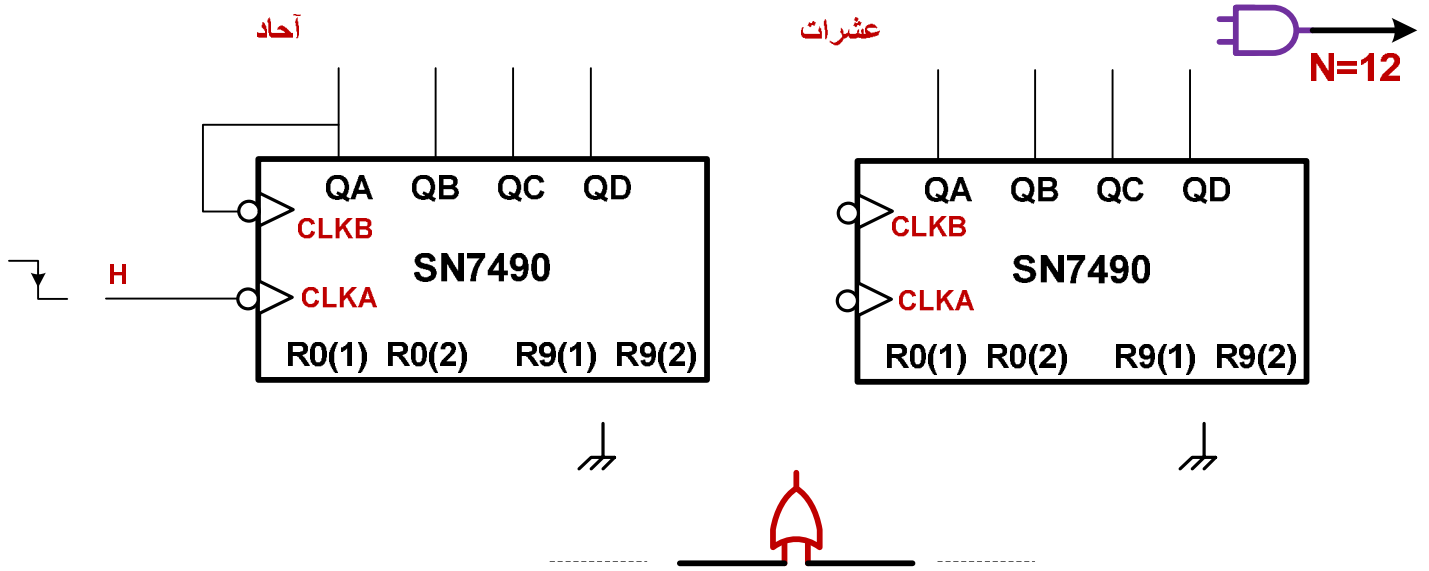 آحاد
عشرات
N=12
QA QB QC QD
CLKB
SN7490
H
CLKA
R0(1) R0(2) R9(1) R9(2)
QA QB QC QD
CLKB
SN7490
CLKA
R0(1) R0(2) R9(1) R9(2)